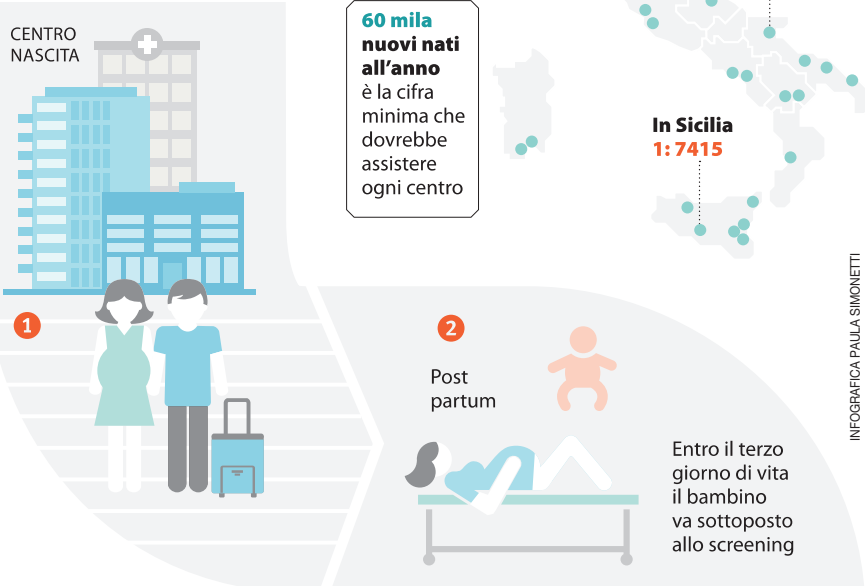 CENTRO
NASCITA
60 mila
nuovi nati
all'anno
è la cifra
minima che
dovrebbe
assistere
ogni centro
In Sicilia
1: 7415
1
2
Post
partum
Entro il terzo
giorno di vita
il bambino
va sottoposto
allo screening
INFOGRAFICA PAULA SIMONETTI